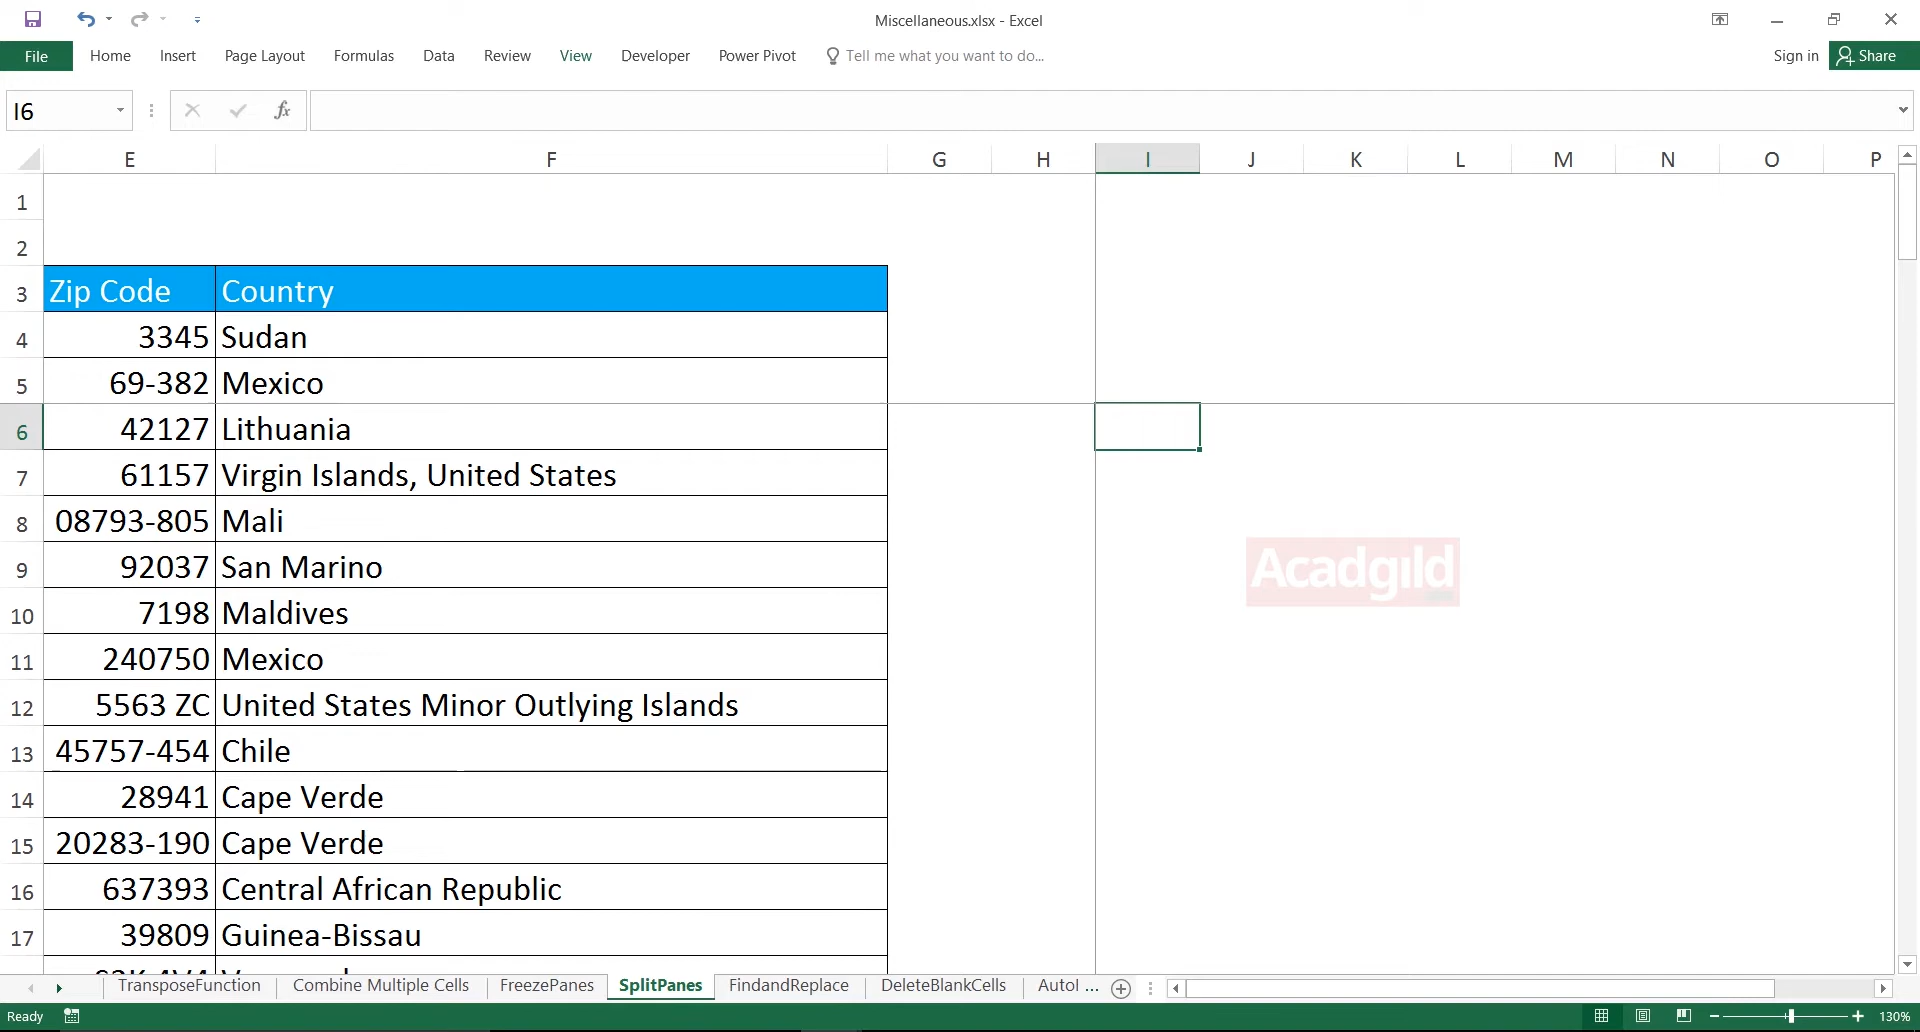 Miscellaneous.xlsx - Excel
File Home Insert Page Layout Formulas Data Review View Developer Power Pivot Tell me what you want to do... Sign in Share
I6 fx
E F G H I J K L M N O P
1
2
3 Zip Code Country
4 3345 Sudan
5 69-382 Mexico
6 42127 Lithuania
7 61157 Virgin Islands, United States
8 08793-805 Mali
9 92037 San Marino
10 7198 Maldives
11 240750 Mexico
12 5563 ZC United States Minor Outlying Islands
13 45757-454 Chile
14 28941 Cape Verde
15 20283-190 Cape Verde
16 637393 Central African Republic
17 39809 Guinea-Bissau
Acadgild
TransposeFunction Combine Multiple Cells FreezePanes SplitPanes FindandReplace DeleteBlankCells AutoI ...
Ready 130%